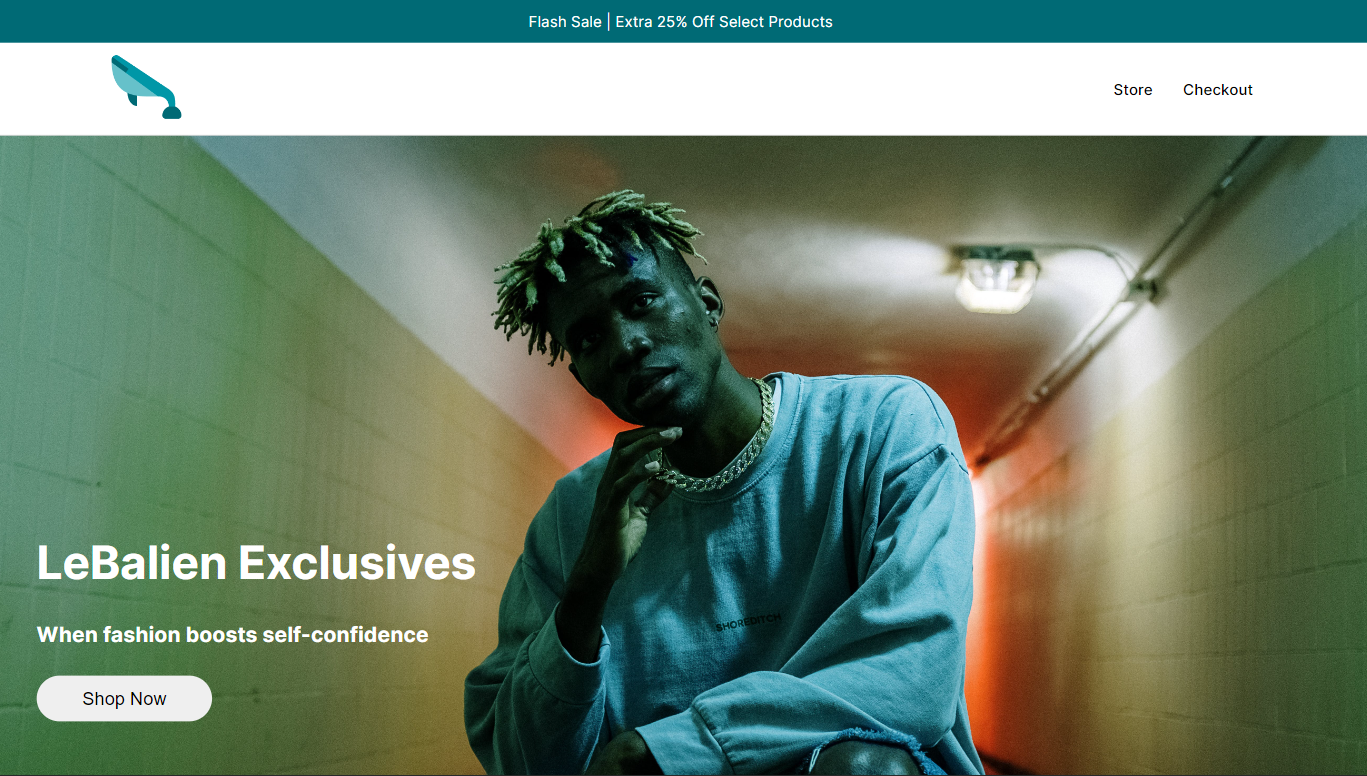 Flash Sale | Extra 25% Off Select Products
Store
Checkout
SHOREDITCH
LeBalien Exclusives
When fashion boosts self-confidence
Shop Now